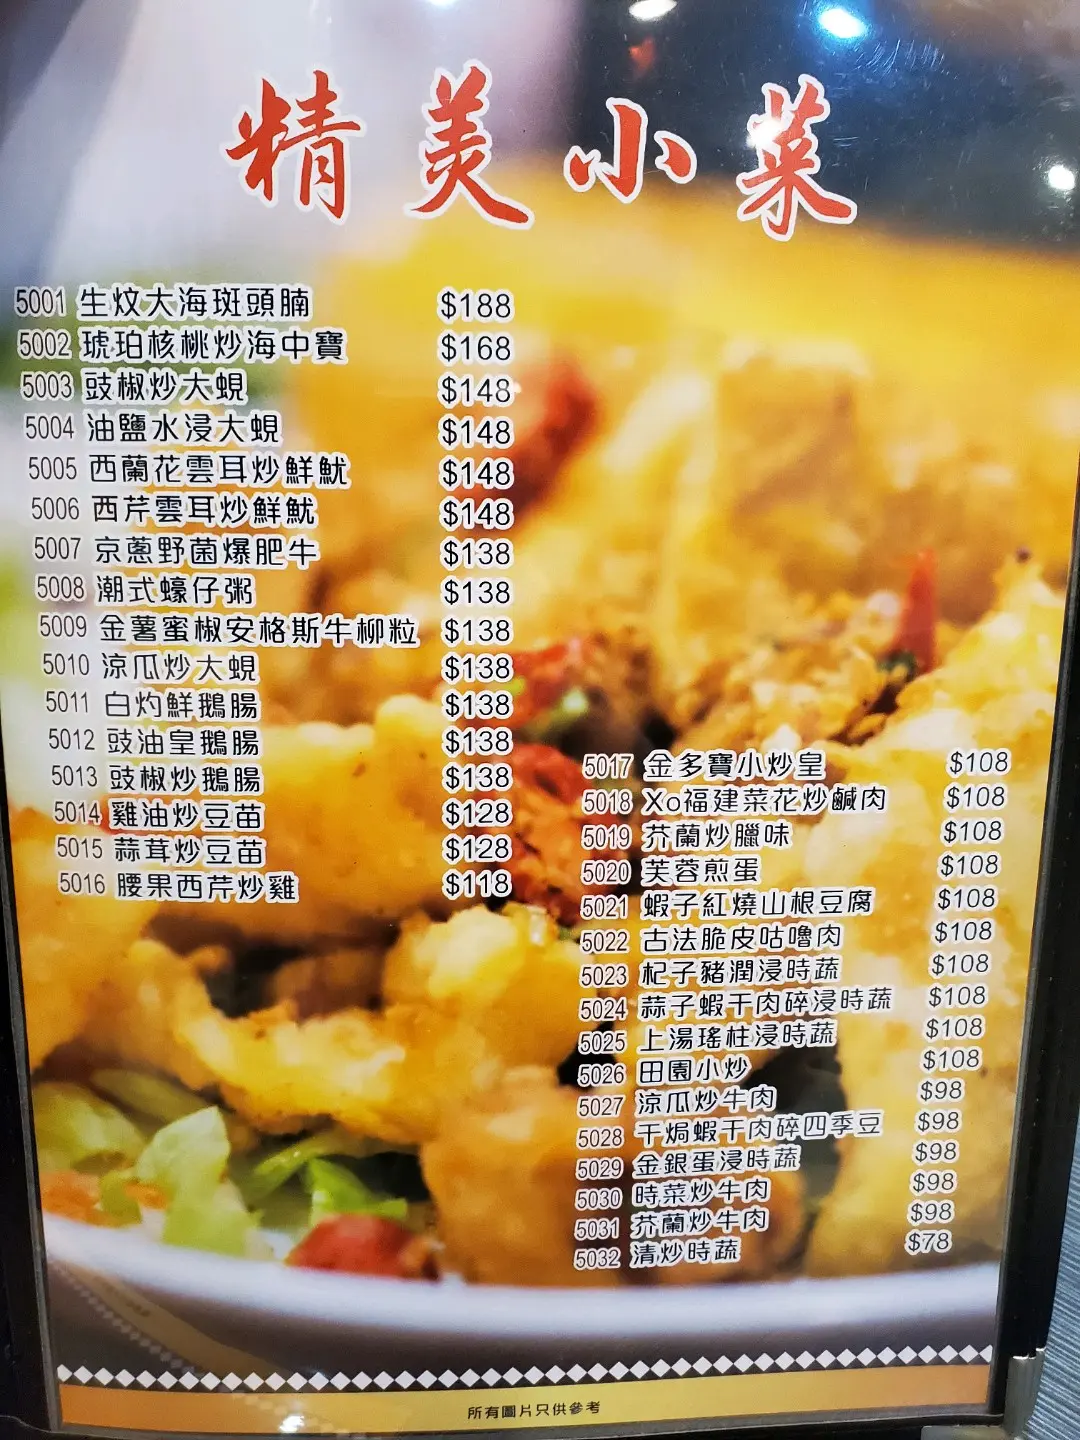 精美小菜
5001 生炆大海斑頭腩 $188
5002 琥珀核桃炒海中寶 $168
5003 豉椒炒大蜆 $148
5004 油鹽水浸大蜆 $148
5005 西蘭花雲耳炒鮮魷 $148
5006 西芹雲耳炒鮮魷 $148
5007 京蔥野菌爆肥牛 $138
5008 潮式蠔仔粥 $138
5009 金薯蜜椒安格斯牛柳粒 $138
5010 涼瓜炒大蜆 $138
5011 白灼鮮鵝腸 $138
5012 豉油皇鵝腸 $138
5013 豉椒炒鵝腸 $138
5014 雞油炒豆苗 $128
5015 蒜茸炒豆苗 $128
5016 腰果西芹炒雞 $118
5017 金多寶小炒皇 $108
5018 Xo福建菜花炒鹹肉 $108
5019 芥蘭炒臘味 $108
5020 芙蓉煎蛋 $108
5021 蝦子紅燒山根豆腐 $108
5022 古法脆皮咕嚕肉 $108
5023 杞子豬潤浸時蔬 $108
5024 蒜子蝦干肉碎浸時蔬 $108
5025 上湯瑤柱浸時蔬 $108
5026 田園小炒 $108
5027 涼瓜炒牛肉 $98
5028 干焗蝦干肉碎四季豆 $98
5029 金銀蛋浸時蔬 $98
5030 時菜炒牛肉 $98
5031 芥蘭炒牛肉 $98
5032 清炒時蔬 $78
所有圖片只供參考